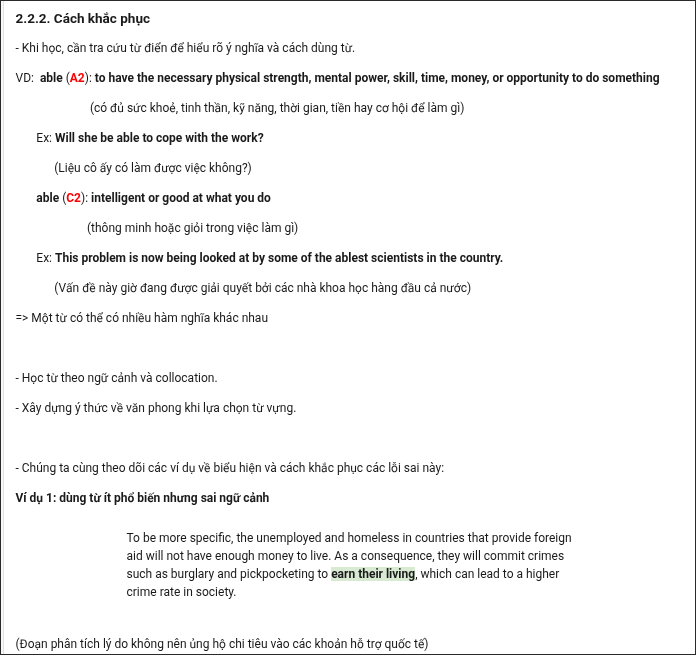 2.2.2. Cách khắc phục
- Khi học, cần tra cứu từ điển để hiểu rõ ý nghĩa và cách dùng từ.
VD: able (A2): to have the necessary physical strength, mental power, skill, time, money, or opportunity to do something
(có đủ sức khoẻ, tinh thần, kỹ năng, thời gian, tiền hay cơ hội để làm gì)
Ex: Will she be able to cope with the work?
(Liệu cô ấy có làm được việc không?)
able (C2): intelligent or good at what you do
(thông minh hoặc giỏi trong việc làm gì)
Ex: This problem is now being looked at by some of the ablest scientists in the country.
(Vấn đề này giờ đang được giải quyết bởi các nhà khoa học hàng đầu cả nước)
=> Một từ có thể có nhiều hàm nghĩa khác nhau
- Học từ theo ngữ cảnh và collocation.
- Xây dựng ý thức về văn phong khi lựa chọn từ vựng.
- Chúng ta cùng theo dõi các ví dụ về biểu hiện và cách khắc phục các lỗi sai này:
Ví dụ 1: dùng từ ít phổ biến nhưng sai ngữ cảnh
To be more specific, the unemployed and homeless in countries that provide foreign
aid will not have enough money to live. As a consequence, they will commit crimes
such as burglary and pickpocketing to earn their living, which can lead to a higher
crime rate in society.
(Đoạn phân tích lý do không nên ủng hộ chi tiêu vào các khoản hỗ trợ quốc tế)